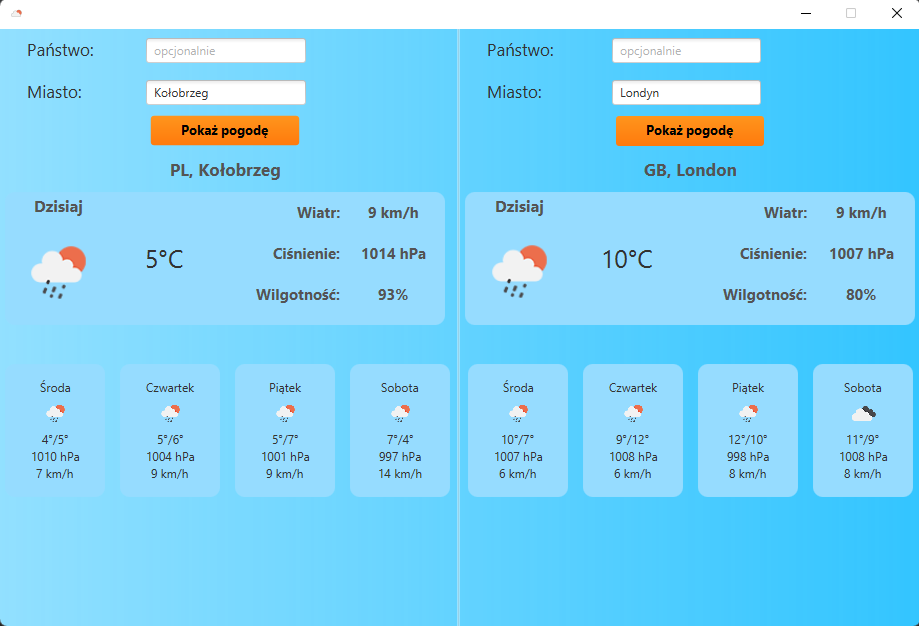 Państwo:
opcjonalnie
Miasto:
Kołobrzeg
Pokaż pogodę
PL, Kołobrzeg
Dzisiaj
5°C
Wiatr: 9 km/h
Ciśnienie: 1014 hPa
Wilgotność: 93%
Środa
4°/5°
1010 hPa
7 km/h
Czwartek
5°/6°
1004 hPa
9 km/h
Piątek
5°/7°
1001 hPa
9 km/h
Sobota
7°/4°
997 hPa
14 km/h
Państwo:
opcjonalnie
Miasto:
Londyn
Pokaż pogodę
GB, London
Dzisiaj
10°C
Wiatr: 9 km/h
Ciśnienie: 1007 hPa
Wilgotność: 80%
Środa
10°/7°
1007 hPa
6 km/h
Czwartek
9°/12°
1008 hPa
6 km/h
Piątek
12°/10°
998 hPa
8 km/h
Sobota
11°/9°
1008 hPa
8 km/h